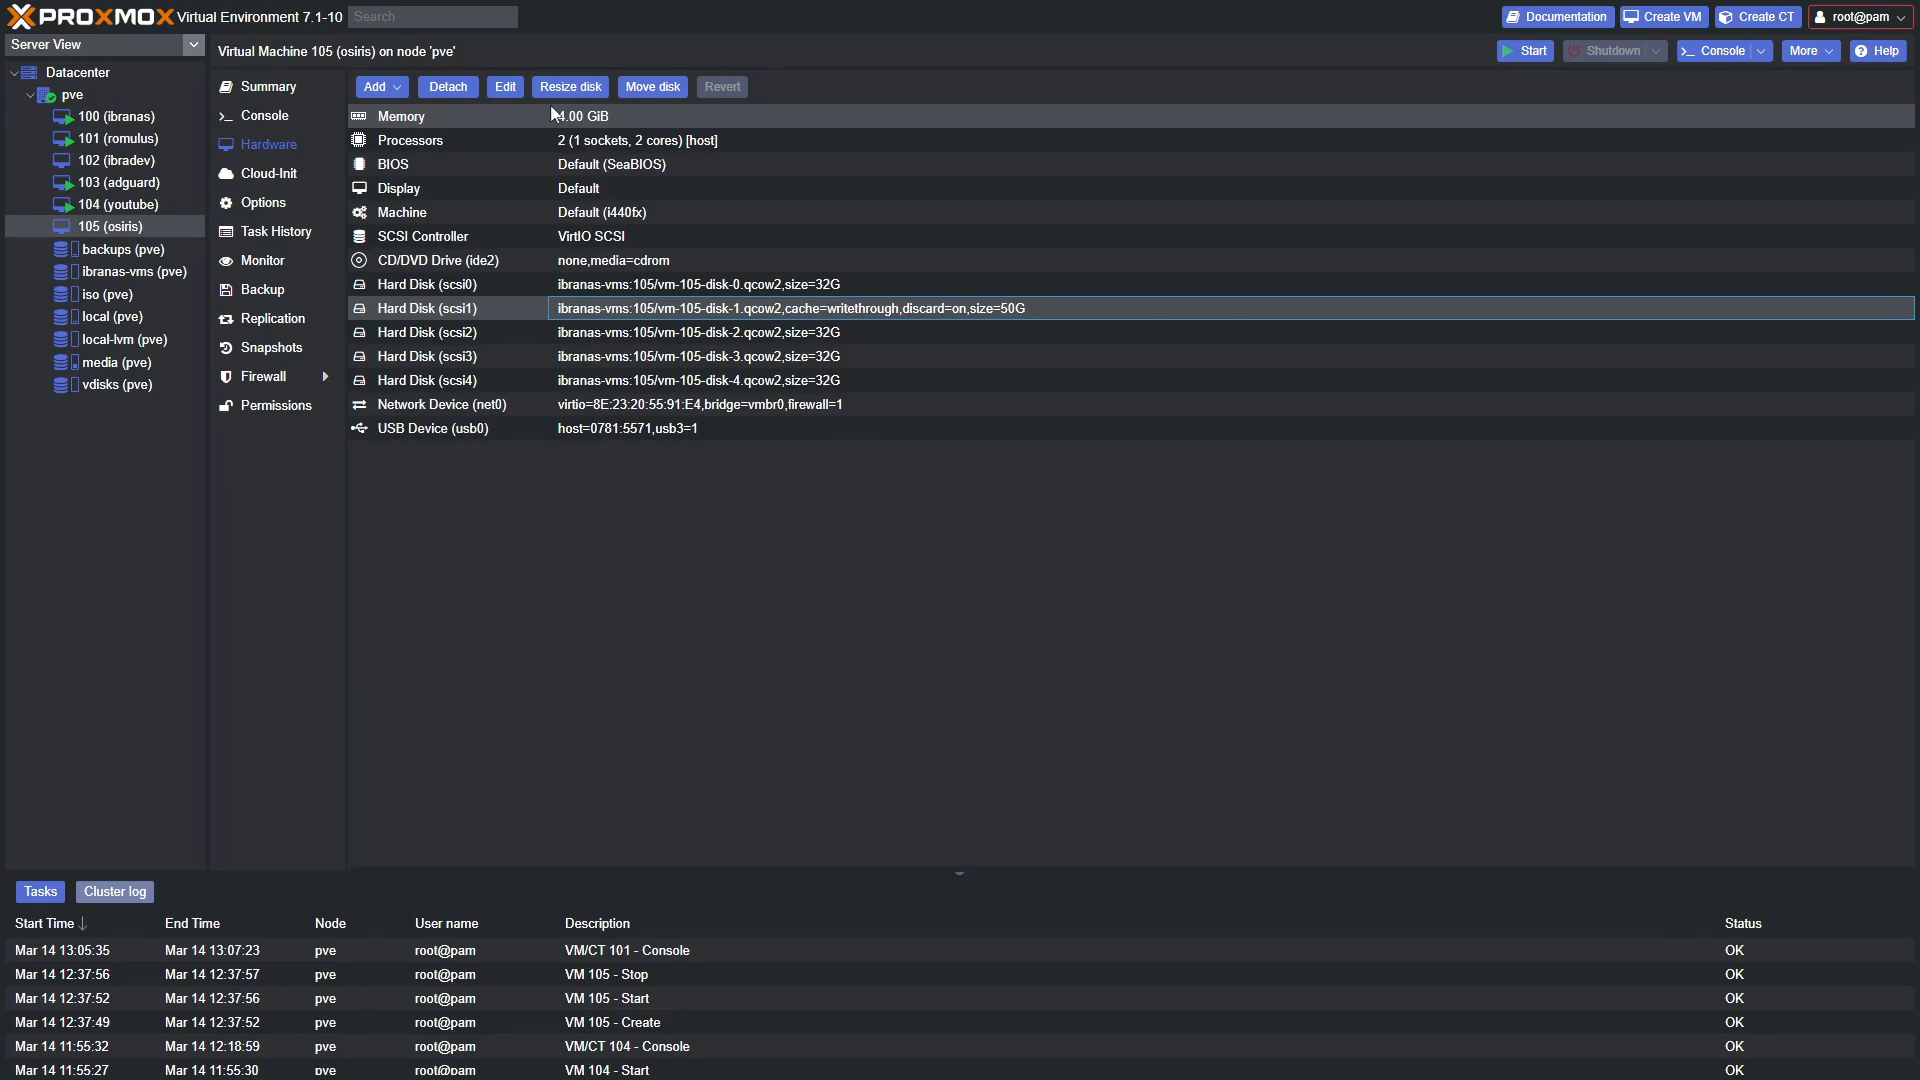 PROXMOX Virtual Environment 7.1-10 Search Documentation Create VM Create CT root@pam
Server View
Virtual Machine 105 (osiris) on node 'pve' Start Shutdown >_ Console More Help
Datacenter
pve
100 (ibranas)
101 (romulus)
102 (ibradev)
103 (adguard)
104 (youtube)
105 (osiris)
backups (pve)
ibranas-vms (pve)
iso (pve)
local (pve)
local-lvm (pve)
media (pve)
vdisks (pve)
Summary
>_ Console
Hardware
Cloud-Init
Options
Task History
Monitor
Backup
Replication
Snapshots
Firewall
Permissions
Add Detach Edit Resize disk Move disk Revert
Memory 4.00 GiB
Processors 2 (1 sockets, 2 cores) [host]
BIOS Default (SeaBIOS)
Display Default
Machine Default (i440fx)
SCSI Controller VirtIO SCSI
CD/DVD Drive (ide2) none,media=cdrom
Hard Disk (scsi0) ibranas-vms:105/vm-105-disk-0.qcow2,size=32G
Hard Disk (scsi1) ibranas-vms:105/vm-105-disk-1.qcow2,cache=writethrough,discard=on,size=50G
Hard Disk (scsi2) ibranas-vms:105/vm-105-disk-2.qcow2,size=32G
Hard Disk (scsi3) ibranas-vms:105/vm-105-disk-3.qcow2,size=32G
Hard Disk (scsi4) ibranas-vms:105/vm-105-disk-4.qcow2,size=32G
Network Device (net0) virtio=8E:23:20:55:91:E4,bridge=vmbr0,firewall=1
USB Device (usb0) host=0781:5571,usb3=1
Tasks Cluster log
Start Time End Time Node User name Description Status
Mar 14 13:05:35 Mar 14 13:07:23 pve root@pam VM/CT 101 - Console OK
Mar 14 12:37:56 Mar 14 12:37:57 pve root@pam VM 105 - Stop OK
Mar 14 12:37:52 Mar 14 12:37:56 pve root@pam VM 105 - Start OK
Mar 14 12:37:49 Mar 14 12:37:52 pve root@pam VM 105 - Create OK
Mar 14 11:55:32 Mar 14 12:18:59 pve root@pam VM/CT 104 - Console OK
Mar 14 11:55:27 Mar 14 11:55:30 pve root@pam VM 104 - Start OK